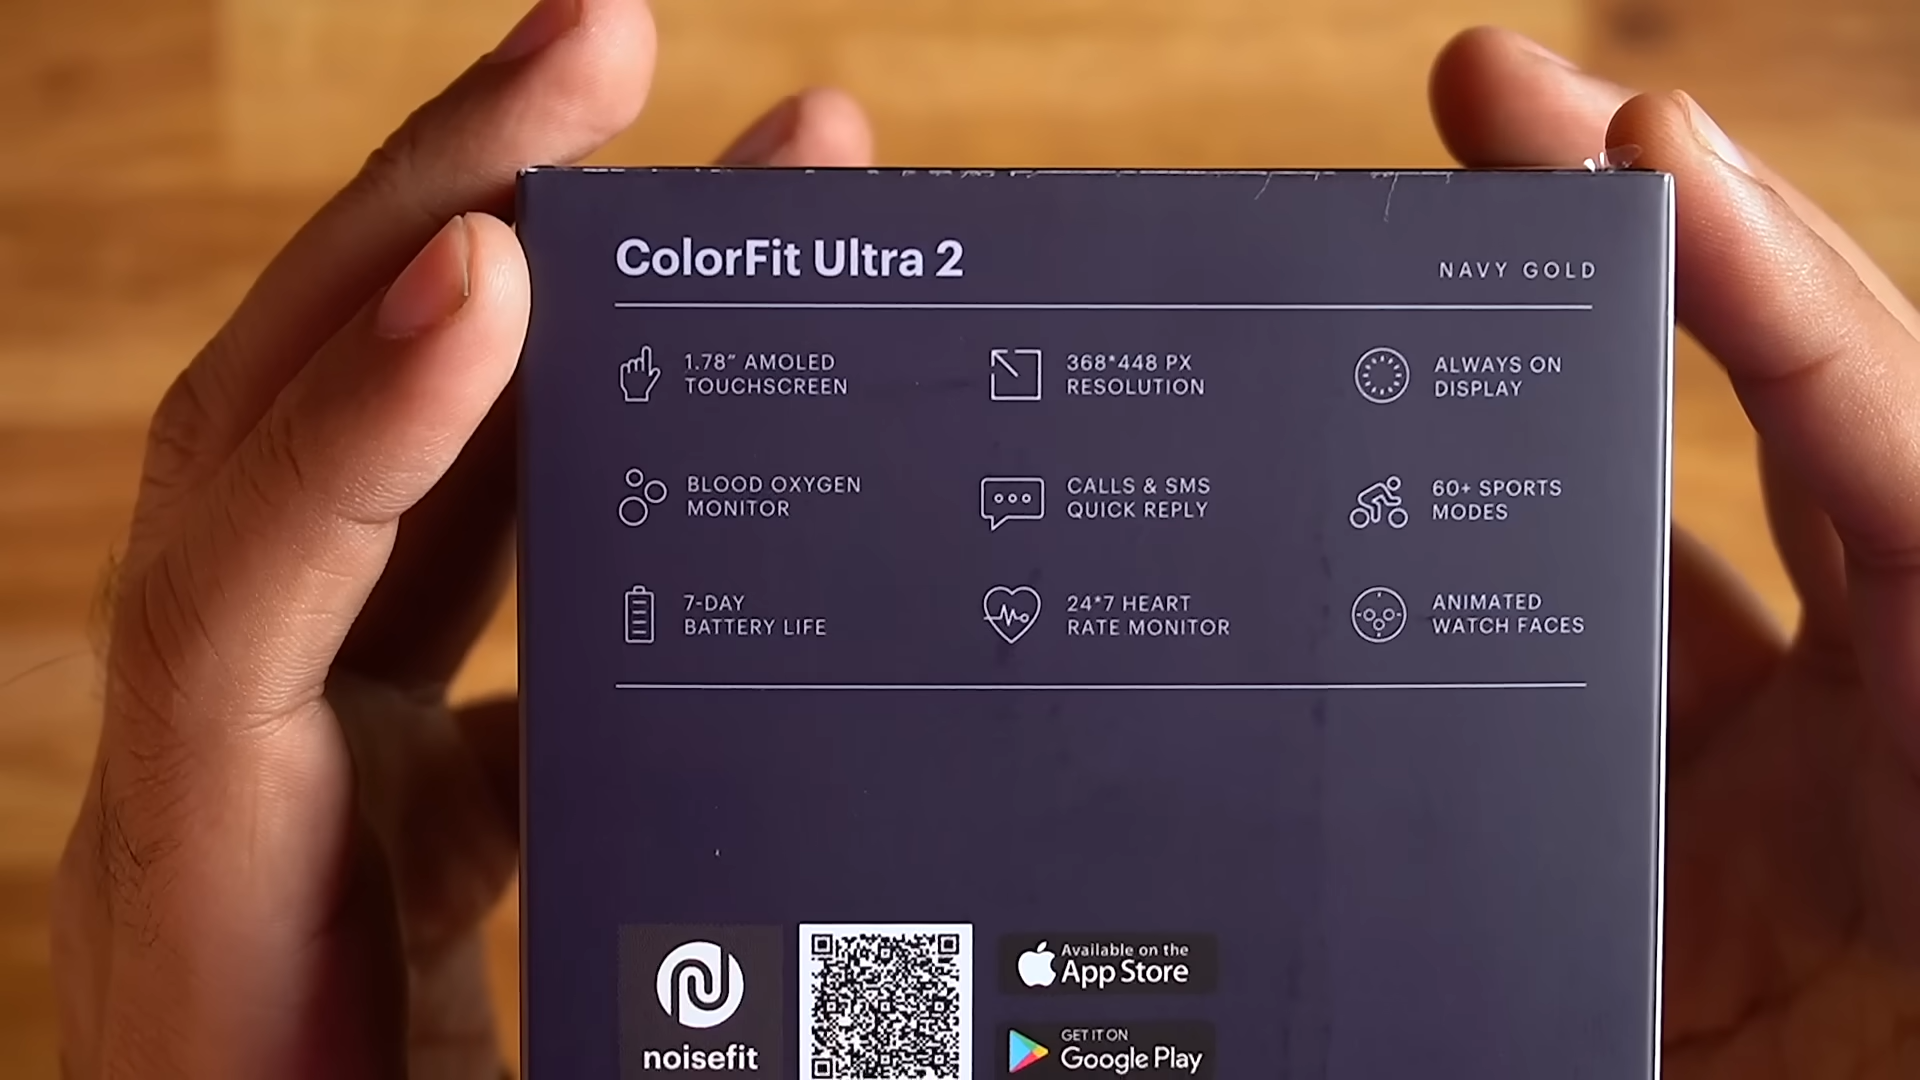 ColorFit Ultra 2
NAVY GOLD
1.78” AMOLED
TOUCHSCREEN
368*448 PX
RESOLUTION
ALWAYS ON
DISPLAY
BLOOD OXYGEN
MONITOR
CALLS & SMS
QUICK REPLY
60+ SPORTS
MODES
7-DAY
BATTERY LIFE
24*7 HEART
RATE MONITOR
ANIMATED
WATCH FACES
noisefit
Available on the
App Store
GET IT ON
Google Play